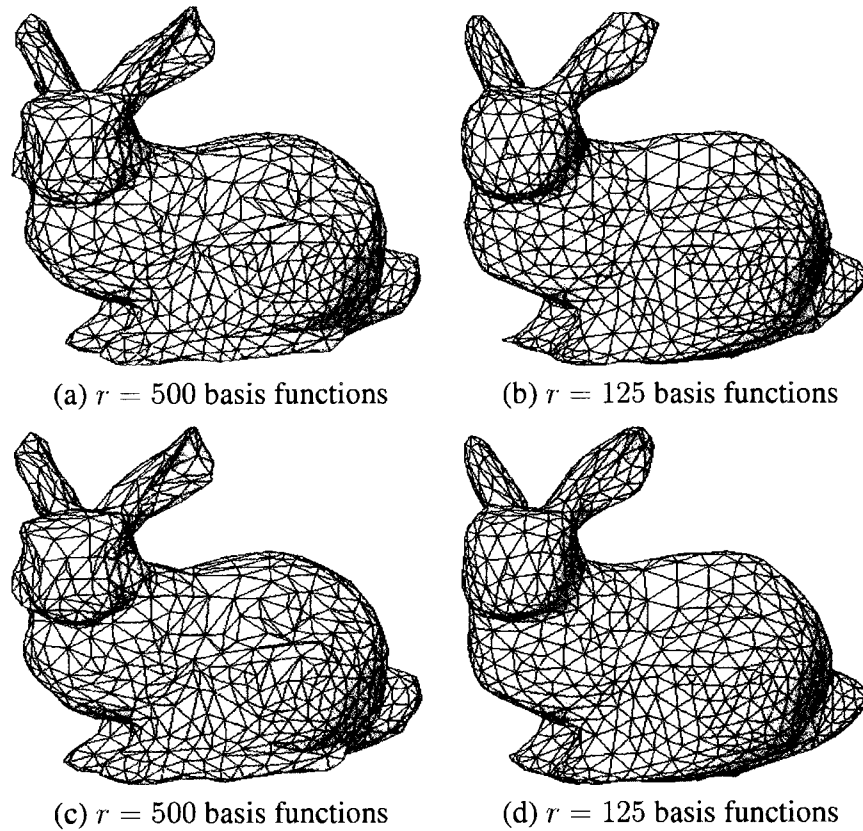 (a) r = 500 basis functions
(b) r = 125 basis functions
(c) r = 500 basis functions
(d) r = 125 basis functions